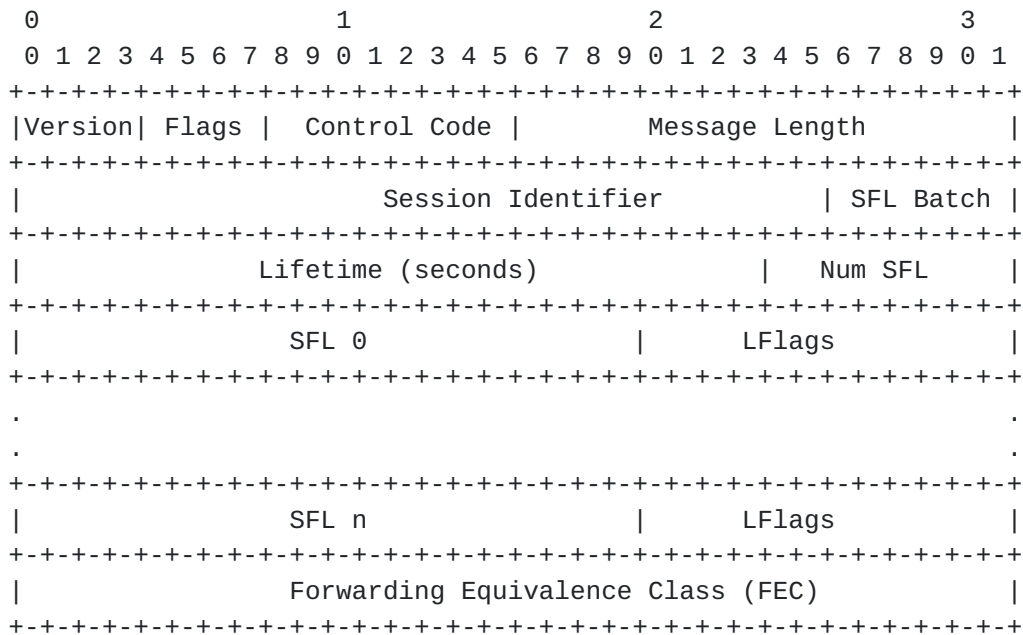 0                   1                   2                   3
 0 1 2 3 4 5 6 7 8 9 0 1 2 3 4 5 6 7 8 9 0 1 2 3 4 5 6 7 8 9 0 1
+-+-+-+-+-+-+-+-+-+-+-+-+-+-+-+-+-+-+-+-+-+-+-+-+-+-+-+-+-+-+-+-+
|Version| Flags |  Control Code |        Message Length         |
+-+-+-+-+-+-+-+-+-+-+-+-+-+-+-+-+-+-+-+-+-+-+-+-+-+-+-+-+-+-+-+-+
|                       Session Identifier          | SFL Batch |
+-+-+-+-+-+-+-+-+-+-+-+-+-+-+-+-+-+-+-+-+-+-+-+-+-+-+-+-+-+-+-+-+
|               Lifetime (seconds)              |   Num SFL     |
+-+-+-+-+-+-+-+-+-+-+-+-+-+-+-+-+-+-+-+-+-+-+-+-+-+-+-+-+-+-+-+-+
|                 SFL 0                 |      LFlags           |
+-+-+-+-+-+-+-+-+-+-+-+-+-+-+-+-+-+-+-+-+-+-+-+-+-+-+-+-+-+-+-+-+
.                                                               .
.                                                               .
+-+-+-+-+-+-+-+-+-+-+-+-+-+-+-+-+-+-+-+-+-+-+-+-+-+-+-+-+-+-+-+-+
|                 SFL n                 |      LFlags           |
+-+-+-+-+-+-+-+-+-+-+-+-+-+-+-+-+-+-+-+-+-+-+-+-+-+-+-+-+-+-+-+-+
|                 Forwarding Equivalence Class (FEC)            |
+-+-+-+-+-+-+-+-+-+-+-+-+-+-+-+-+-+-+-+-+-+-+-+-+-+-+-+-+-+-+-+-+